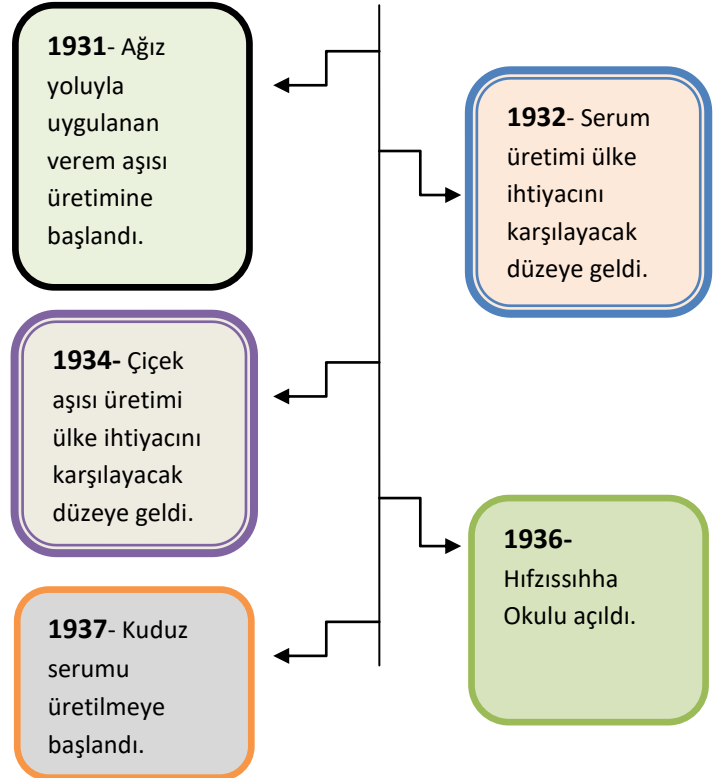 1931- Ağız
yoluyla
uygulanan
verem aşısı
üretimine
başlandı.
1932- Serum
üretimi ülke
ihtiyacını
karşılayacak
düzeye geldi.
1934- Çiçek
aşısı üretimi
ülke ihtiyacını
karşılayacak
düzeye geldi.
1936-
Hıfzıssıhha
Okulu açıldı.
1937- Kuduz
serumu
üretilmeye
başlandı.